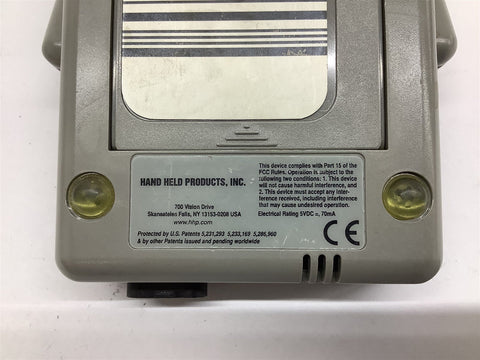 HAND HELD PRODUCTS, INC.
700 Vision Drive
Skaneateles Falls, NY 13153-0208 USA
www.hhp.com
Protected by U.S. Patents 5,231,293 5,233,169 5,286,960
& by other Patents issued and pending worldwide
This device complies with Part 15 of the
FCC Rules. Operation is subject to the
following two conditions: 1. This device
will not cause harmful interference, and
2. This device must accept any inter-
ference received, including interference
that may cause undesired operation.
Electrical Rating 5VDC ⎓, 70mA
CE